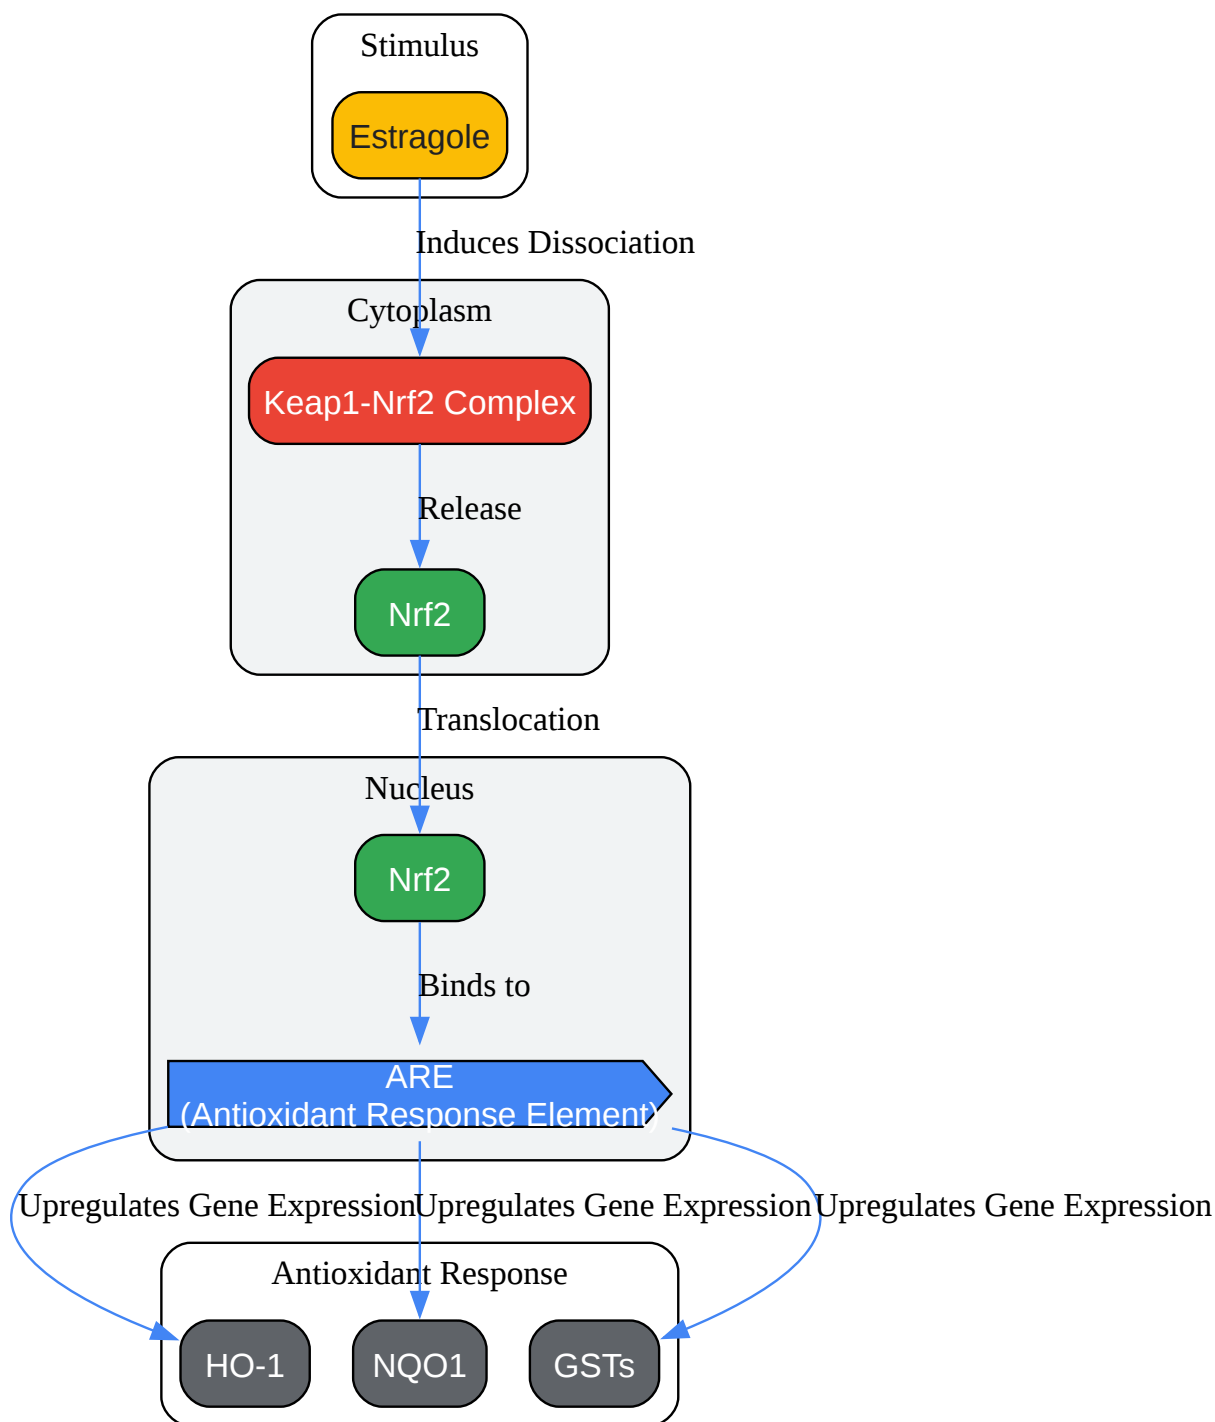 Stimulus
Estragole
Induces Dissociation
Cytoplasm
Keap1-Nrf2 Complex
Release
Nrf2
Translocation
Nucleus
Nrf2
Binds to
ARE
(Antioxidant Response Element)
Upregulates Gene Expression
Upregulates Gene Expression
Upregulates Gene Expression
Antioxidant Response
HO-1
NQO1
GSTs